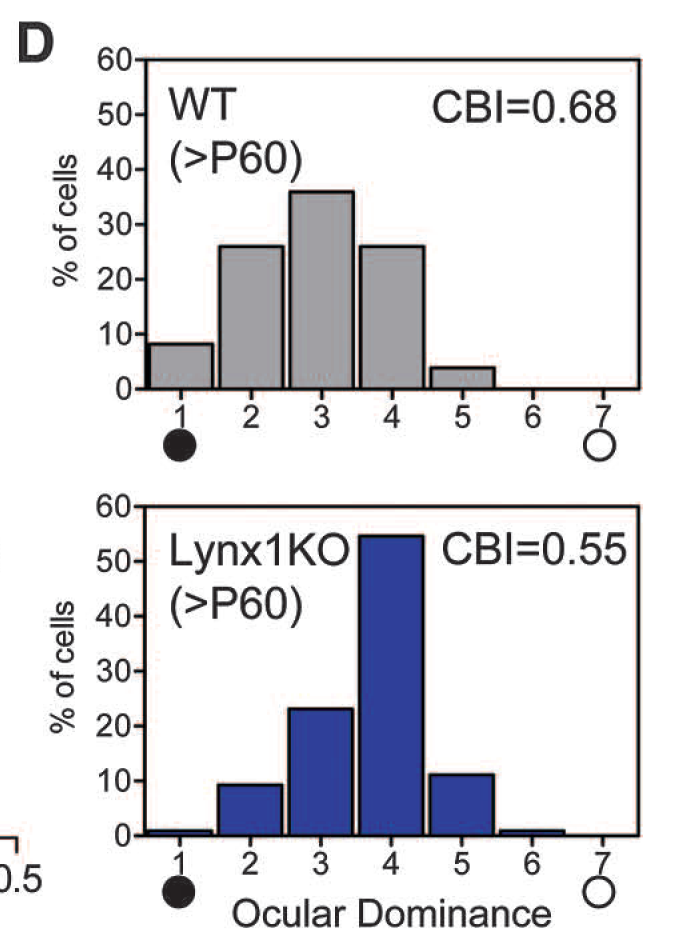 D
60
50
40
30
20
10
0
% of cells
WT
(>P60)
CBI=0.68
1 2 3 4 5 6 7
60
50
40
30
20
10
0
% of cells
Lynx1KO
(>P60)
CBI=0.55
1 2 3 4 5 6 7
0.5
Ocular Dominance